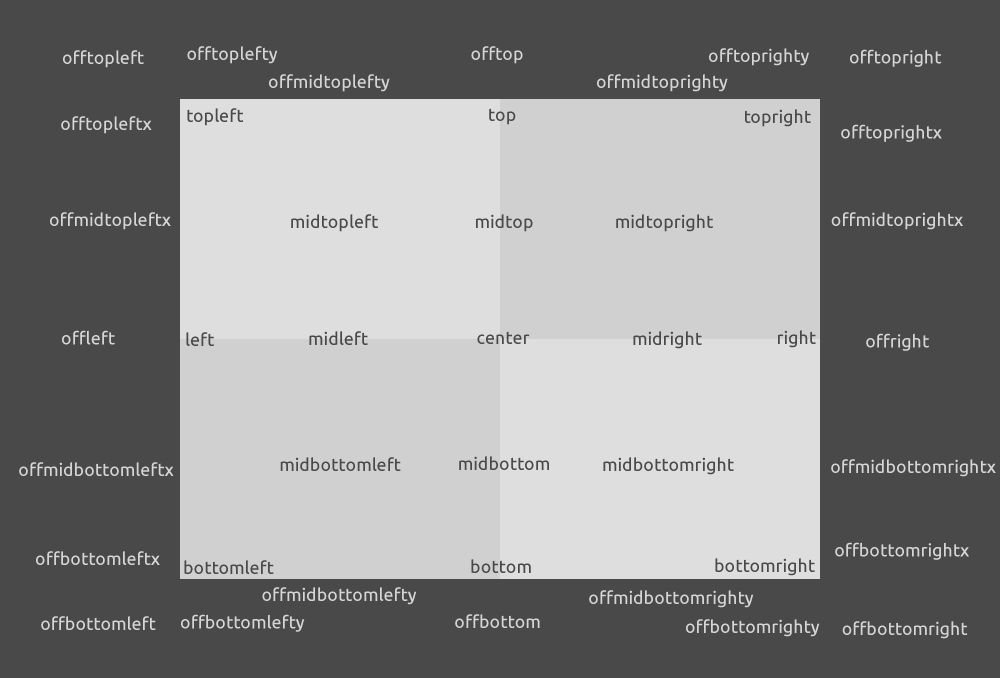 offtopleft offtoplefty offtop offtoprighty offtopright
offmidtoplefty offmidtoprighty
offtopleftx topleft top topright offtoprightx
offmidtopleftx midtopleft midtop midtopright offmidtoprightx
offleft left midleft center midright right offright
offmidbottomleftx midbottomleft midbottom midbottomright offmidbottomrightx
offbottomleftx bottomleft bottom bottomright offbottomrightx
offmidbottomlefty offmidbottomrighty
offbottomleft offbottomlefty offbottom offbottomrighty offbottomright